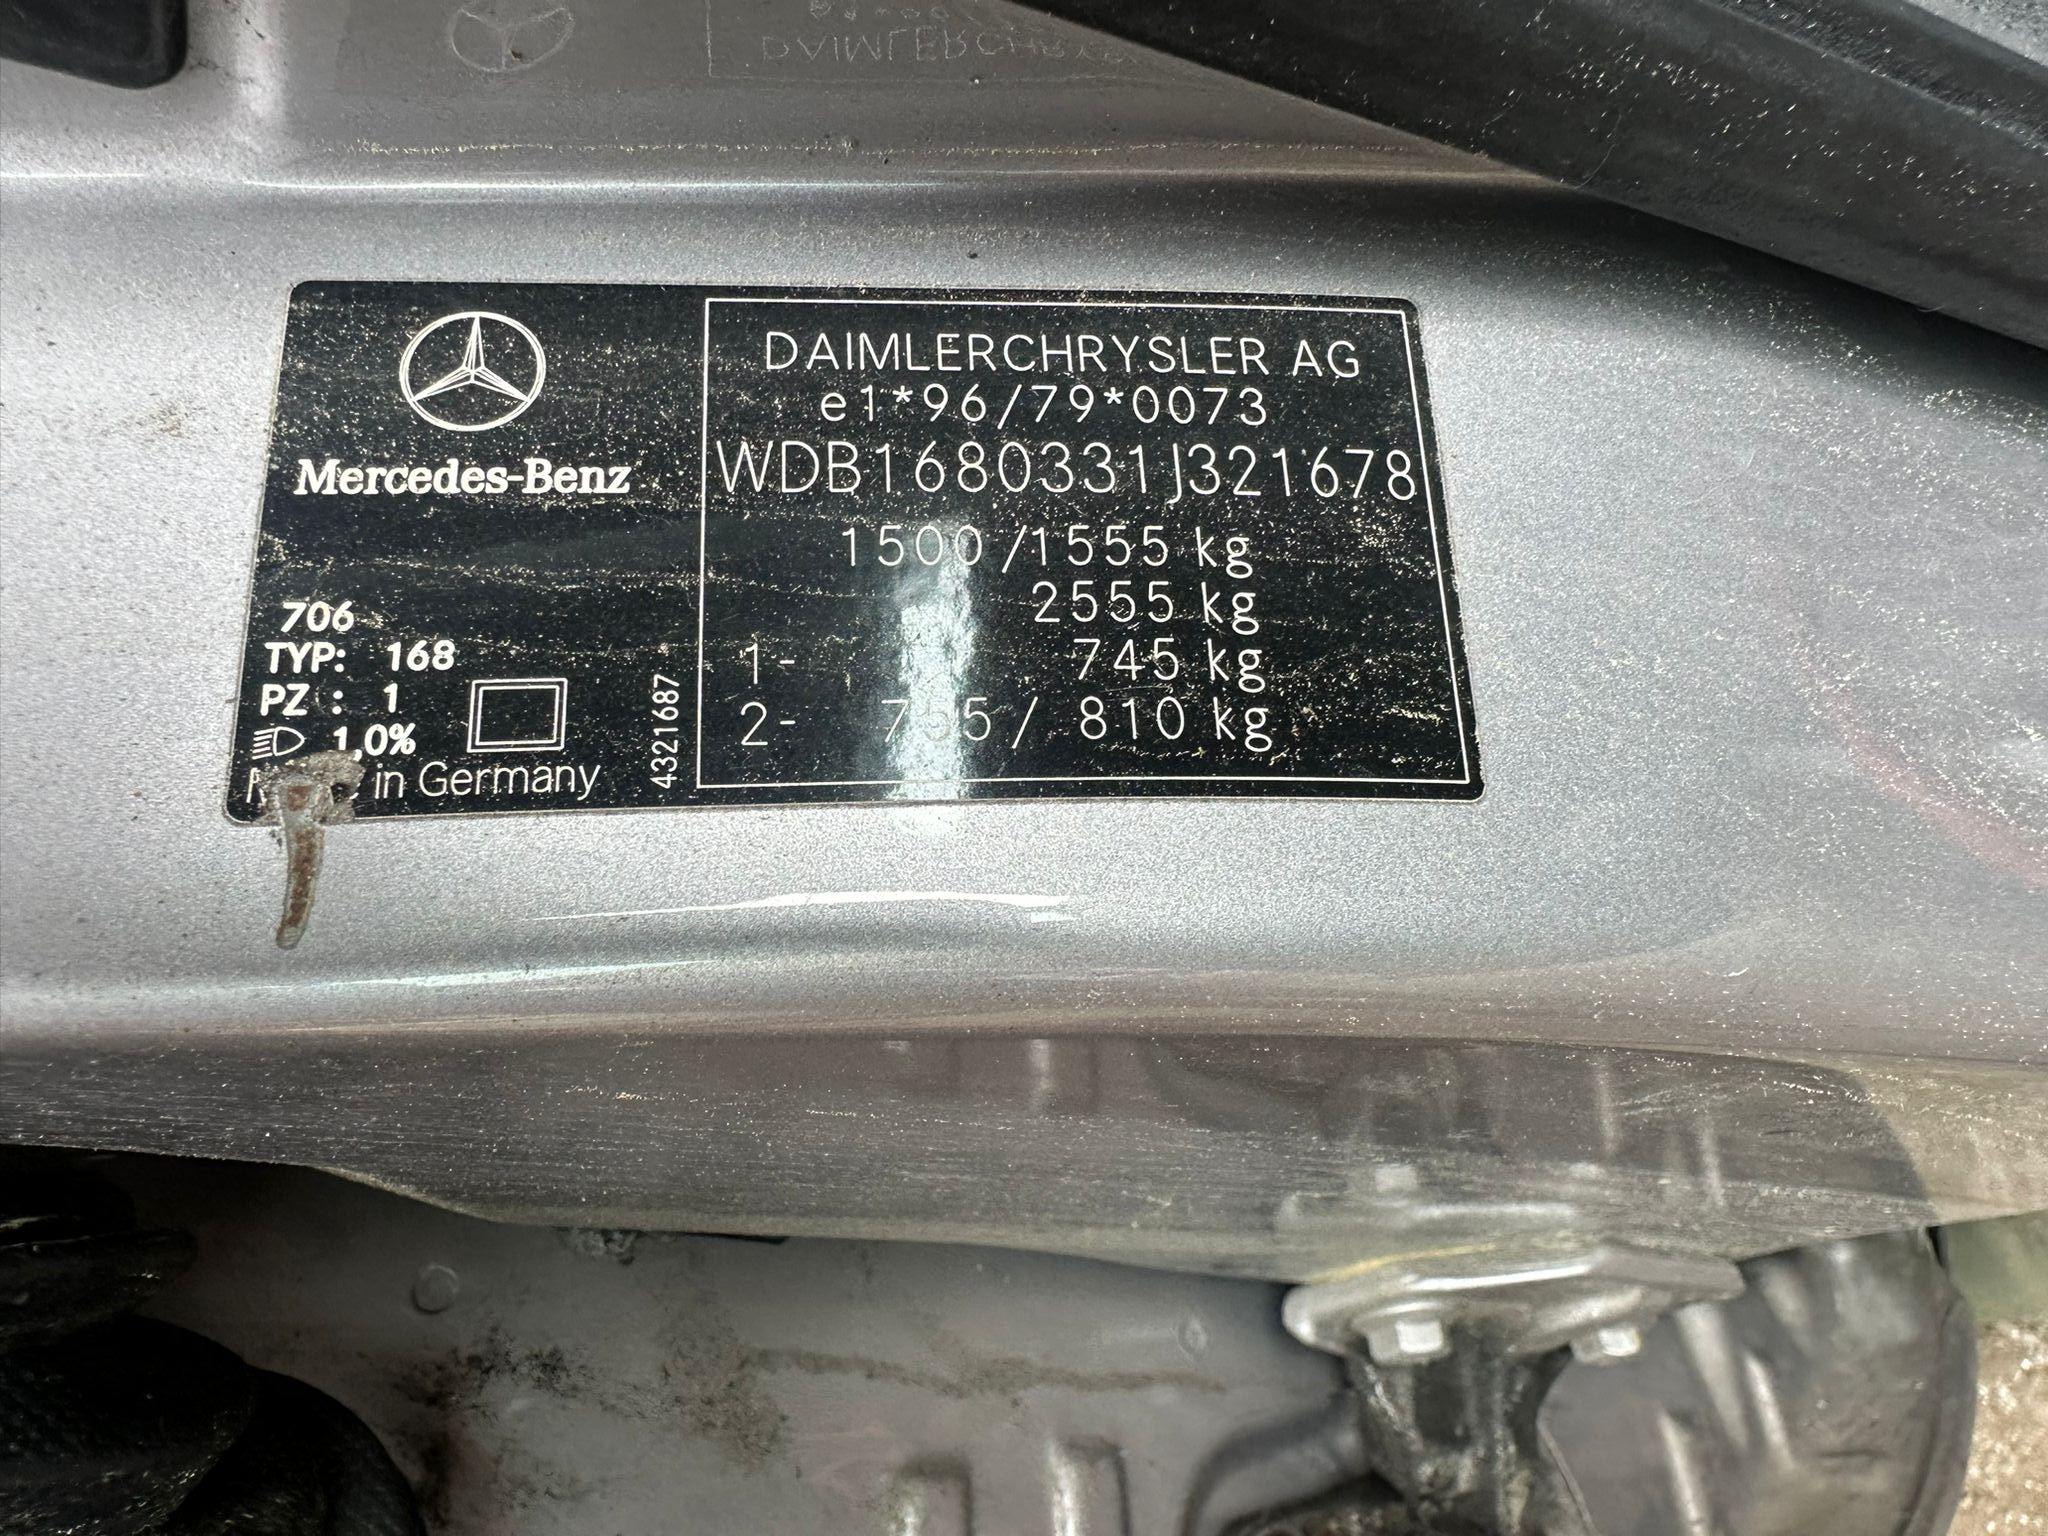 DAIMLERCHRYSLER AG
e1*96/79*0073
Mercedes-Benz
WDB1680331J321678
1500/1555 kg
2555 kg
1- 745 kg
2- 755/ 810 kg
706
TYP: 168
PZ : 1
1,0%
in Germany
4321687